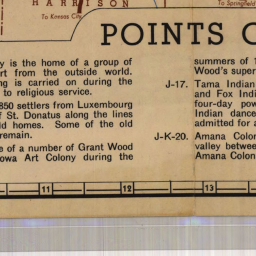 HARRISON
To Kansas City
To Springfield
POINTS O
y is the home of a group of
rt from the outside world.
ng is carried on during the
to religious service.
850 settlers from Luxembourg
f St. Donatus along the lines
ld homes. Some of the old
remain.
e of a number of Grant Wood
owa Art Colony during the
summers of 1
Wood's super
J-17. Tama Indian
and Fox Indi
four-day pow
Indian dance
admitted for a
J-K-20. Amana Colon
valley betwee
Amana Colon
11 12 13